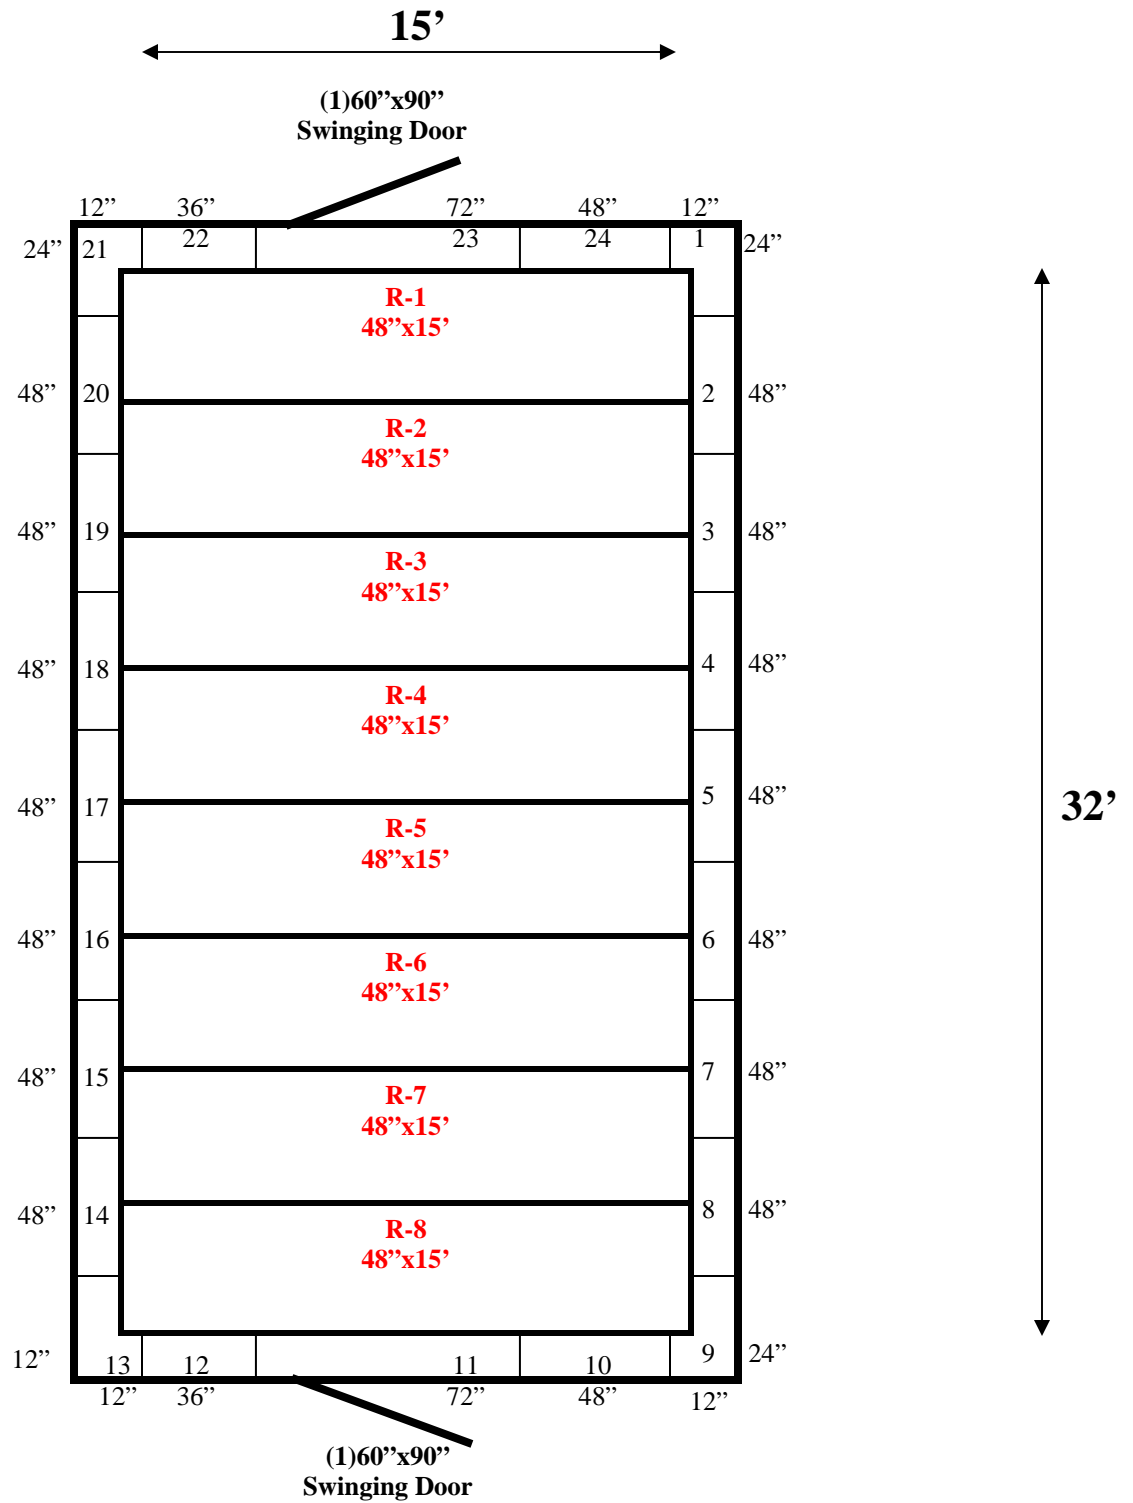 15’
(1)60”x90”
Swinging Door
12” 36” 72” 48” 12”
24” 21 22 23 24 1 24”
R-1
48”x15’
48” 20 2 48”
R-2
48”x15’
48” 19 3 48”
R-3
48”x15’
48” 18 4 48”
R-4
48”x15’
48” 17 5 48”
32’
R-5
48”x15’
48” 16 6 48”
R-6
48”x15’
48” 15 7 48”
R-7
48”x15’
48” 14 8 48”
R-8
48”x15’
12” 13 12 11 10 9 24”
12” 36” 72” 48” 12”
(1)60”x90”
Swinging Door